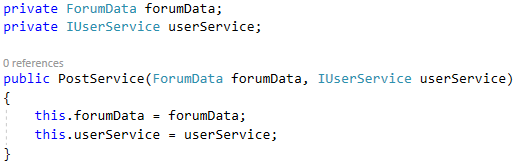 private ForumData forumData;
private IUserService userService;
0 references
public PostService(ForumData forumData, IUserService userService)
{
    this.forumData = forumData;
    this.userService = userService;
}